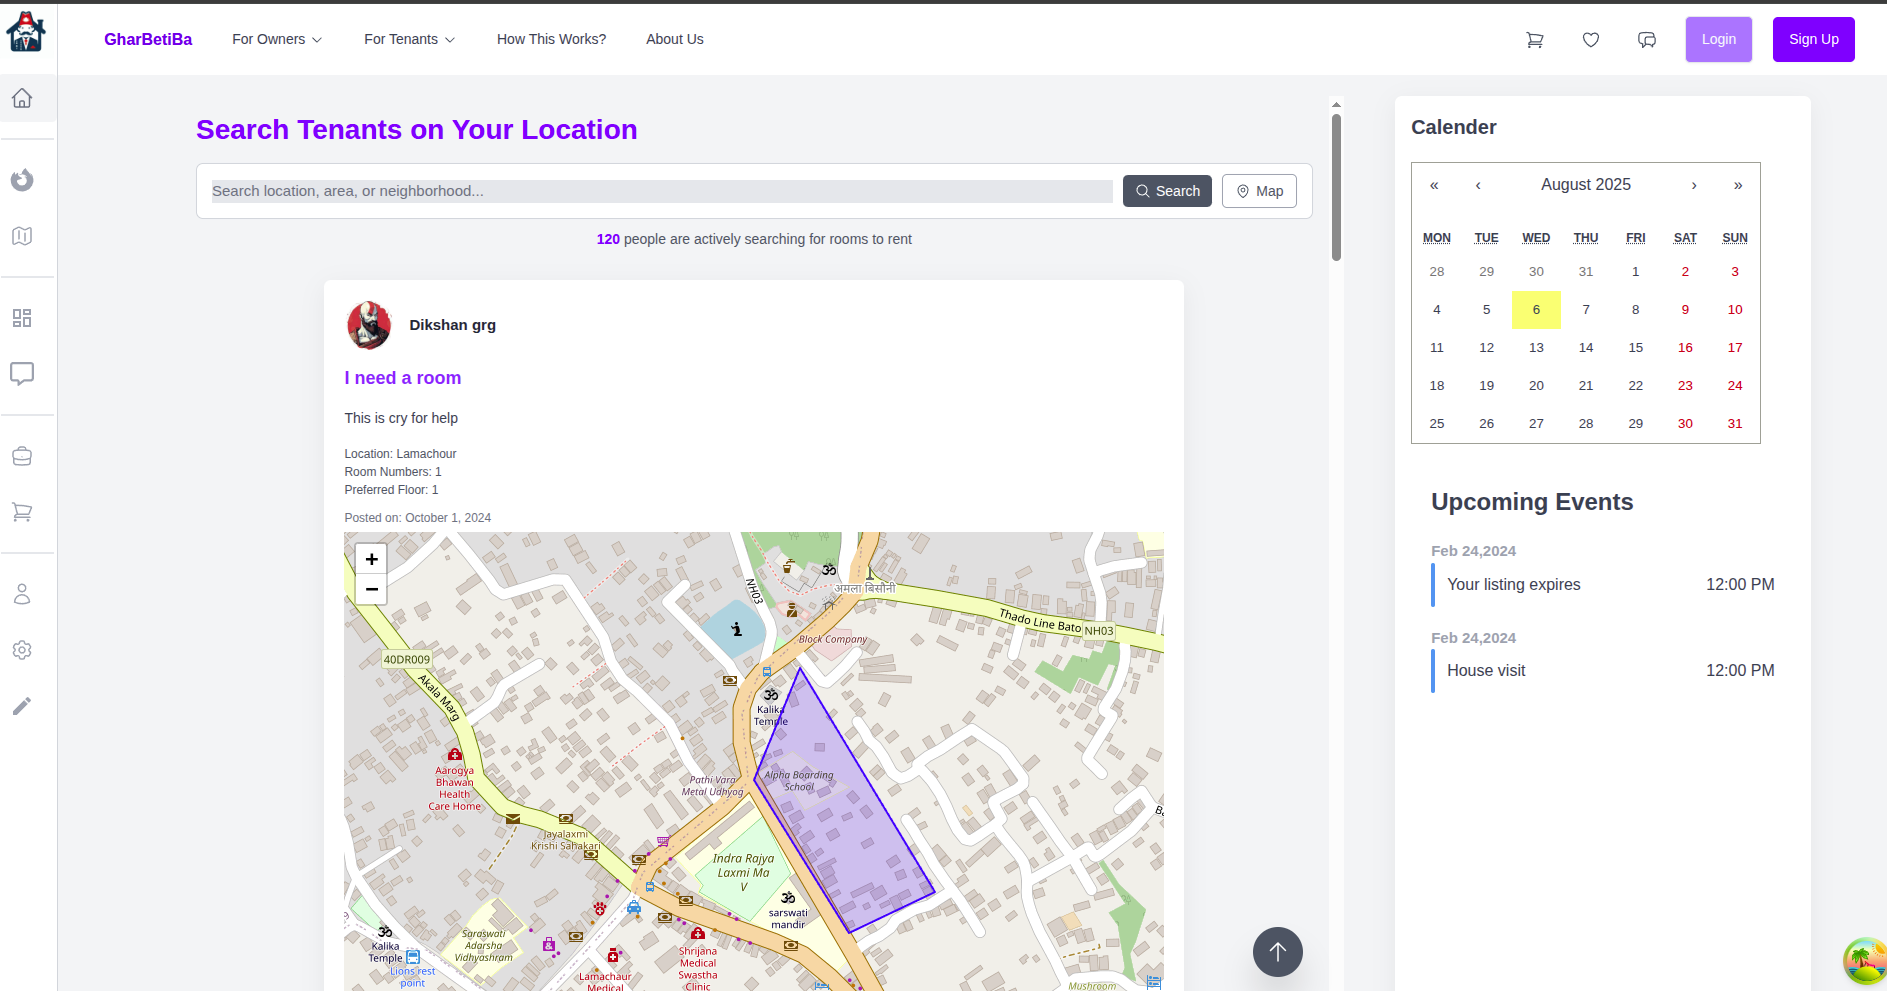 GharBetiBa
For Owners
For Tenants
How This Works?
About Us
Login
Sign Up
Search Tenants on Your Location
Search location, area, or neighborhood...
Search
Map
120 people are actively searching for rooms to rent
Dikshan grg
I need a room
This is cry for help
Location: Lamachour
Room Numbers: 1
Preferred Floor: 1
Posted on: October 1, 2024
+
−
NH03
अमला बिसौनी
Thado Line Bato
NH03
Block Company
40DR009
Akala Marg
Kalika
Temple
Aarogya
Bhawan
Health
Care Home
Pathi Vara
Metal Udhyog
Alpha Boarding
School
Jayalaxmi
Krishi Sahakari
Indra Rajya
Laxmi Ma
V
sarswati
mandir
Saraswati
Adarsha
Vidhyashram
Kalika
Temple
Lions rest
point
Shrijana
Medical
Swastha
Clinic
Lamachaur
Medical
Mushroom
Calender
« ‹ August 2025 › »
MON TUE WED THU FRI SAT SUN
28 29 30 31 1 2 3
4 5 6 7 8 9 10
11 12 13 14 15 16 17
18 19 20 21 22 23 24
25 26 27 28 29 30 31
Upcoming Events
Feb 24,2024
Your listing expires 12:00 PM
Feb 24,2024
House visit 12:00 PM